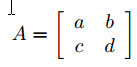 A = [ a b
c d ]